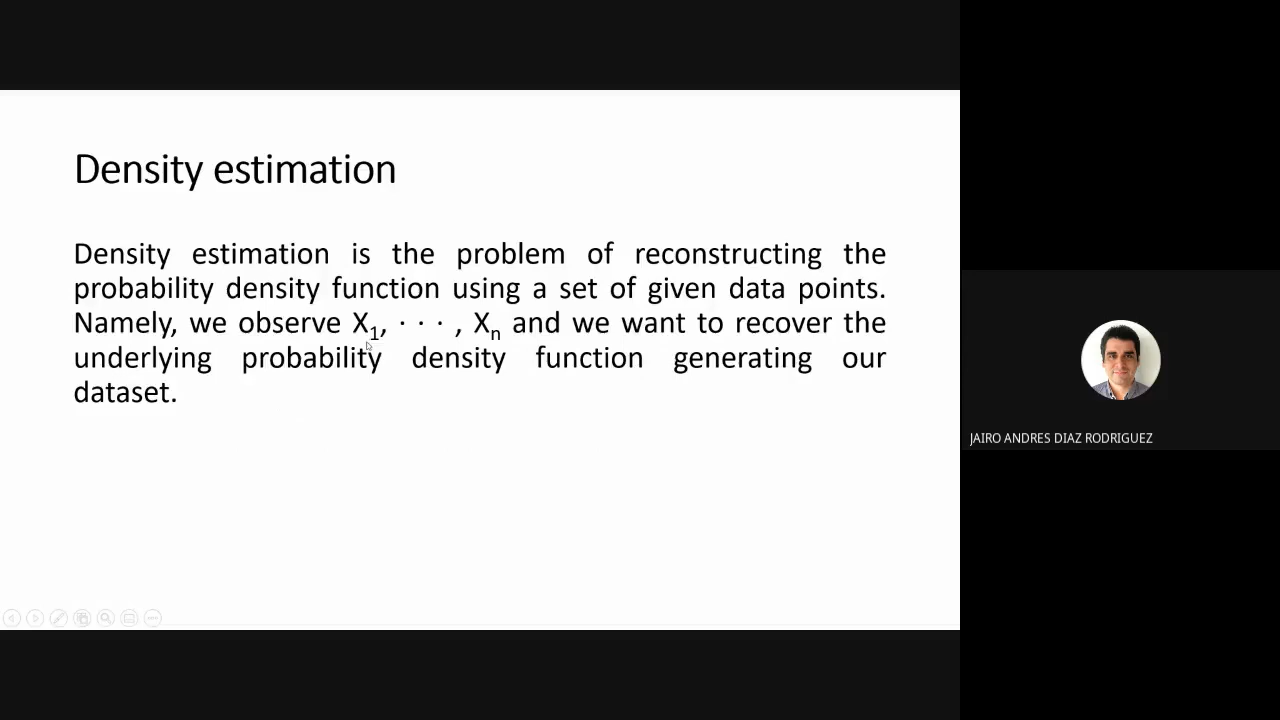 Density estimation
Density estimation is the problem of reconstructing the
probability density function using a set of given data points.
Namely, we observe X₁, · · · , Xₙ and we want to recover the
underlying probability density function generating our
dataset.
JAIRO ANDRES DIAZ RODRIGUEZ